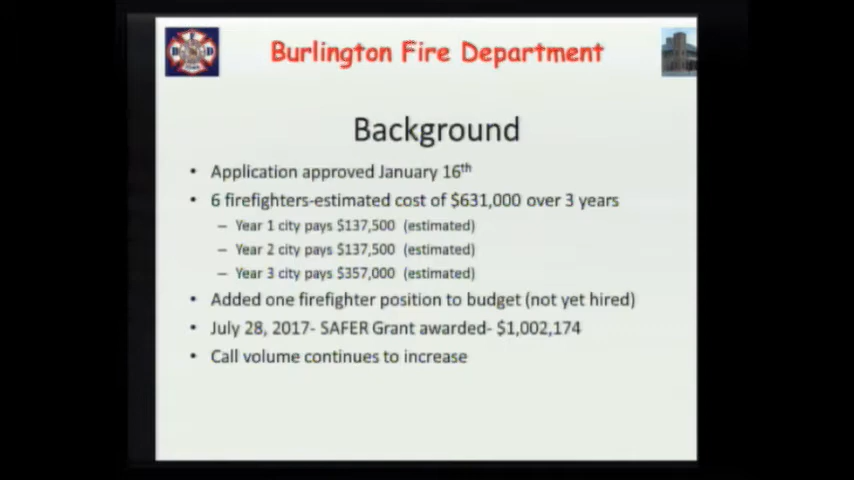 Burlington Fire Department
Background
• Application approved January 16th
• 6 firefighters-estimated cost of $631,000 over 3 years
– Year 1 city pays $137,500 (estimated)
– Year 2 city pays $137,500 (estimated)
– Year 3 city pays $357,000 (estimated)
• Added one firefighter position to budget (not yet hired)
• July 28, 2017- SAFER Grant awarded- $1,002,174
• Call volume continues to increase